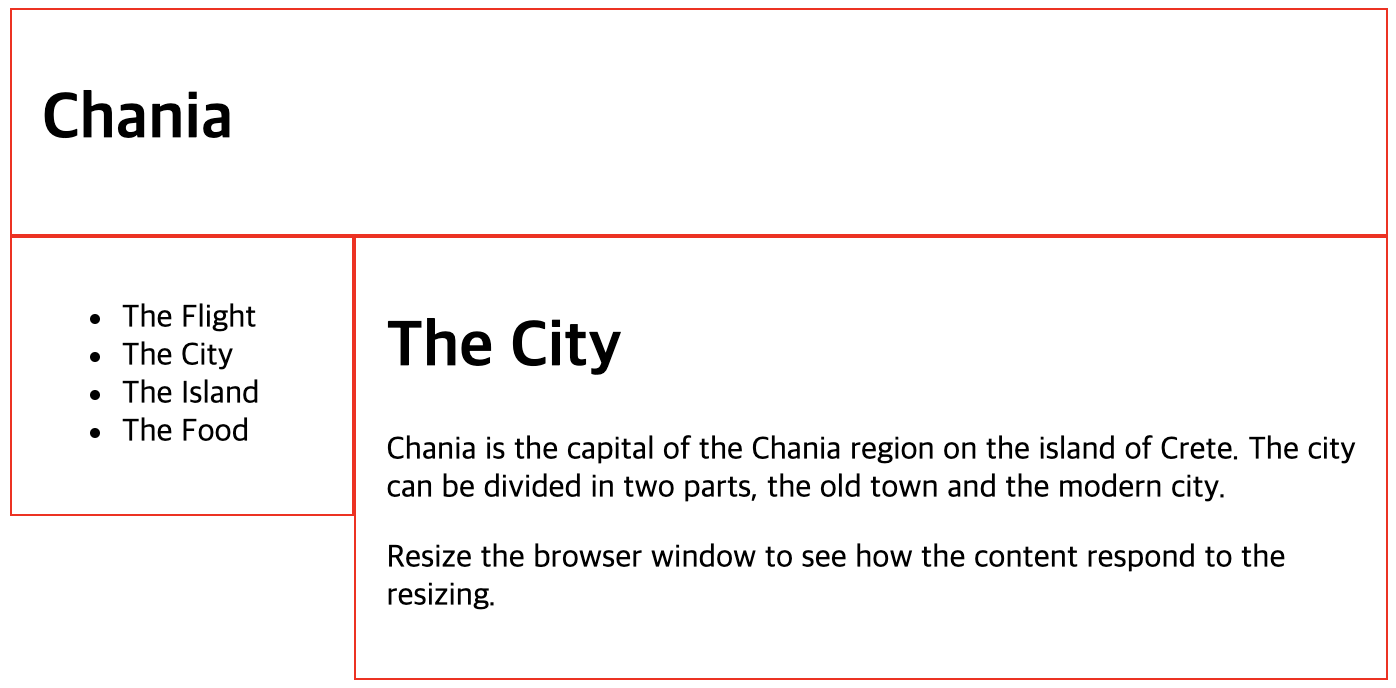 Chania
The Flight
The City
The Island
The Food
The City
Chania is the capital of the Chania region on the island of Crete. The city
can be divided in two parts, the old town and the modern city.
Resize the browser window to see how the content respond to the
resizing.